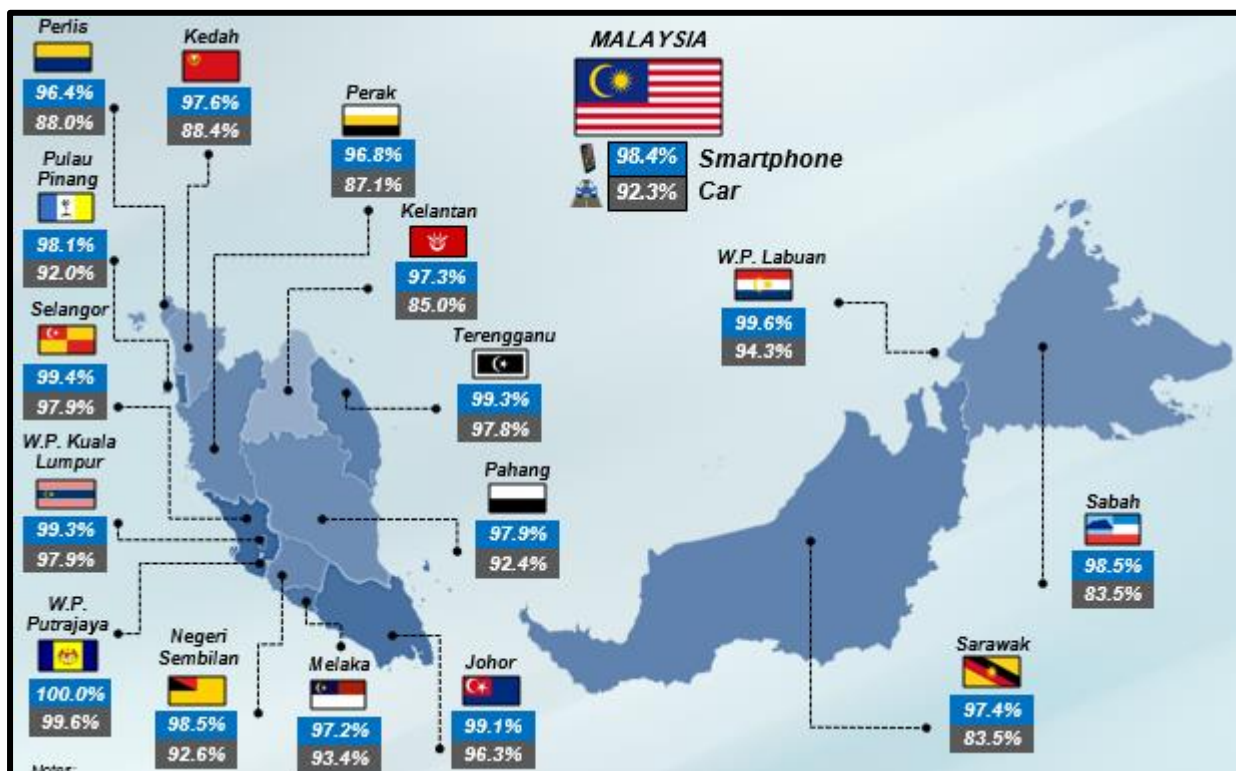 Perlis
96.4%
88.0%
Kedah
97.6%
88.4%
MALAYSIA
98.4% Smartphone
92.3% Car
Perak
96.8%
87.1%
Pulau
Pinang
98.1%
92.0%
Kelantan
97.3%
85.0%
W.P. Labuan
99.6%
94.3%
Selangor
99.4%
97.9%
Terengganu
99.3%
97.8%
W.P. Kuala
Lumpur
99.3%
97.9%
Pahang
97.9%
92.4%
Sabah
98.5%
83.5%
W.P.
Putrajaya
100.0%
99.6%
Negeri
Sembilan
98.5%
92.6%
Melaka
97.2%
93.4%
Johor
99.1%
96.3%
Sarawak
97.4%
83.5%